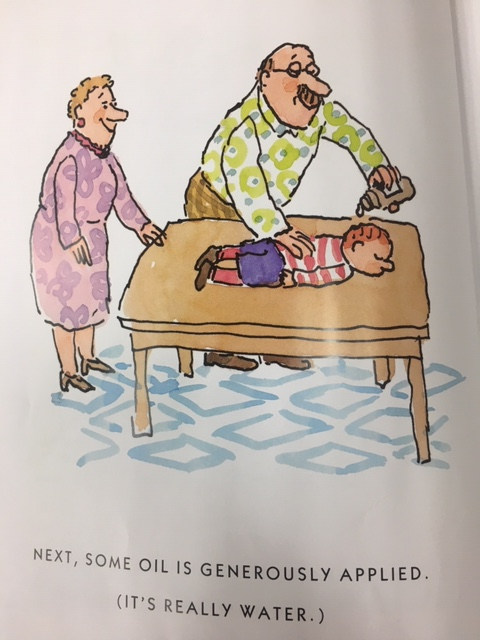 NEXT, SOME OIL IS GENEROUSLY APPLIED.
(IT'S REALLY WATER.)